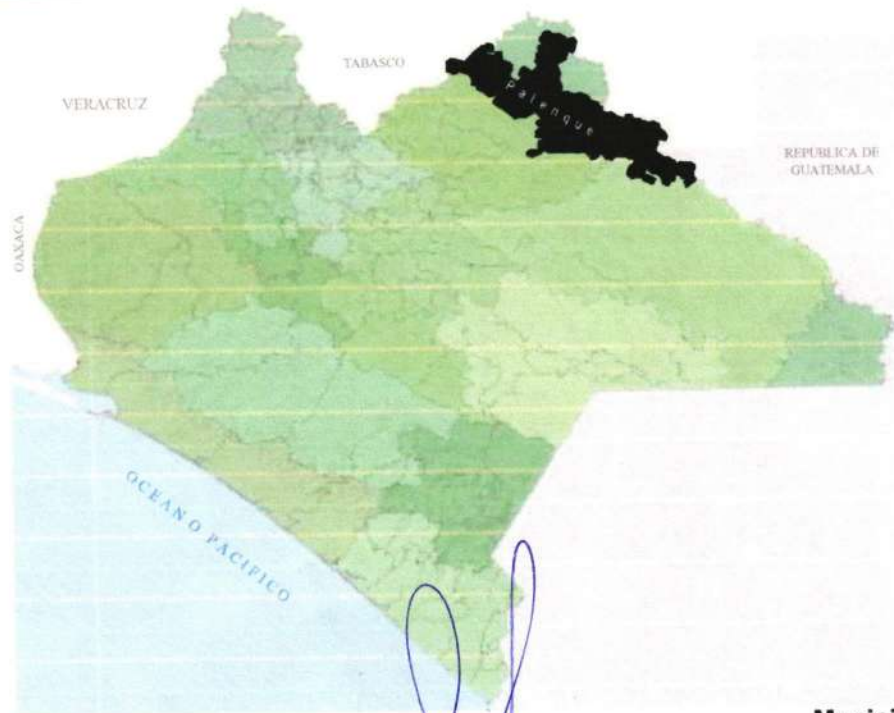 TABASCO
VERACRUZ
Palenque
REPUBLICA DE
GUATEMALA
OAXACA
OCEANO PACIFICO